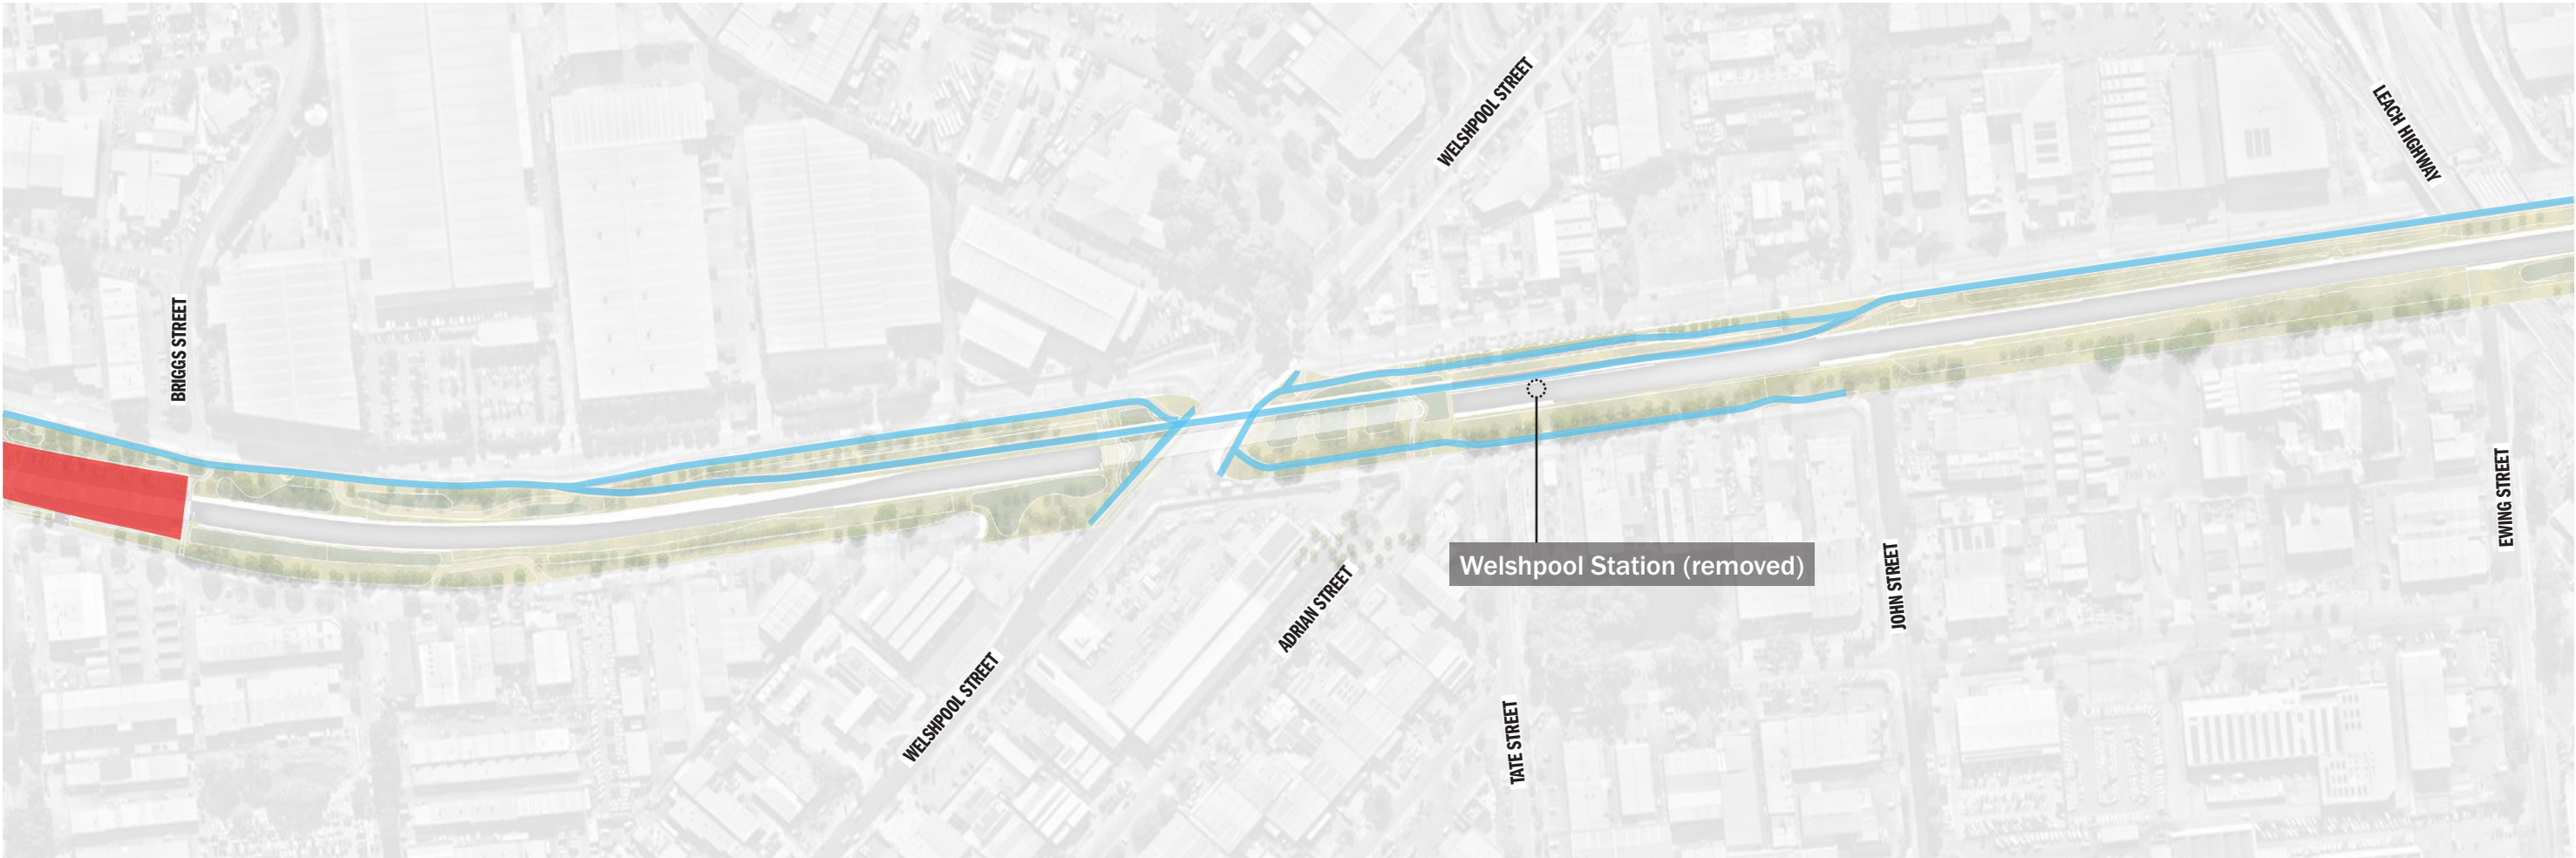 WELSHPOOL STREET
LEACH HIGHWAY
BRIGGS STREET
Welshpool Station (removed)
EWING STREET
JOHN STREET
ADRIAN STREET
WELSHPOOL STREET
TATE STREET